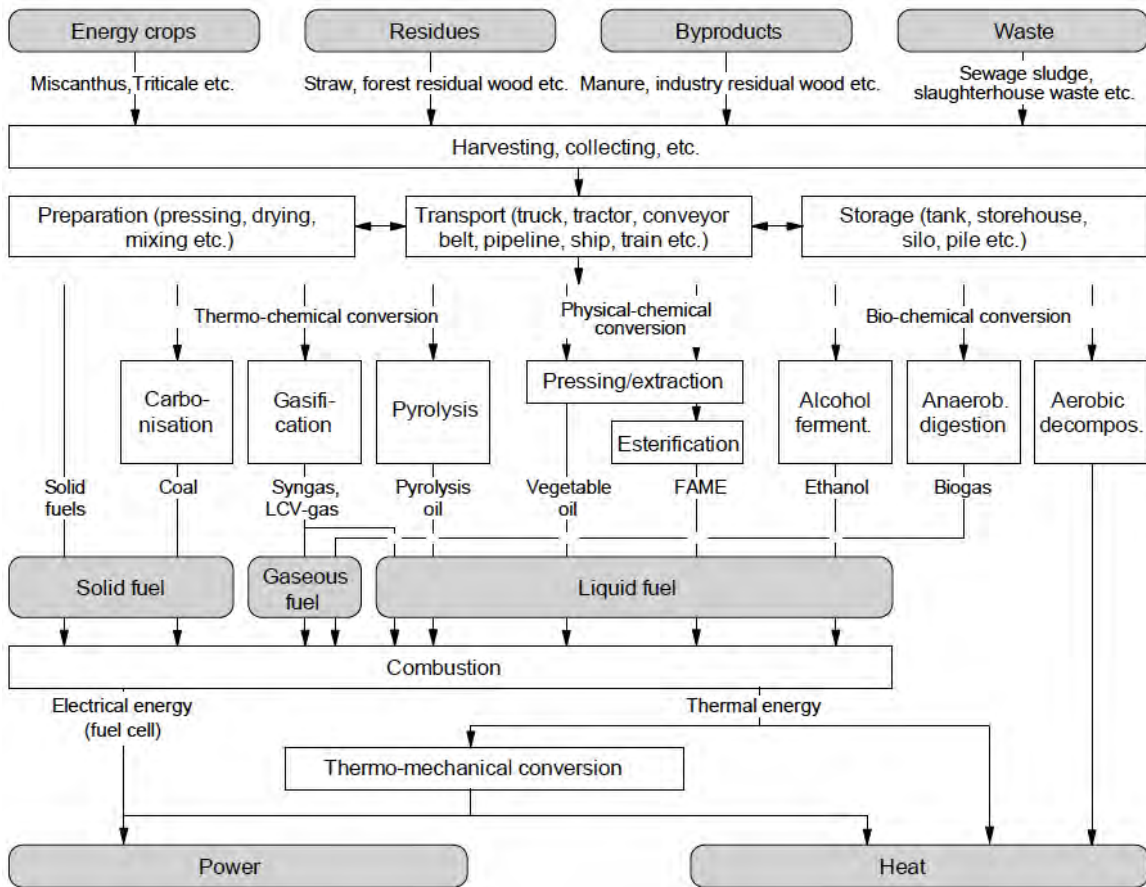 Energy crops
Residues
Byproducts
Waste
Miscanthus,Triticale etc.
Straw, forest residual wood etc.
Manure, industry residual wood etc.
Sewage sludge,
slaughterhouse waste etc.
Harvesting, collecting, etc.
Preparation (pressing, drying,
mixing etc.)
Transport (truck, tractor, conveyor
belt, pipeline, ship, train etc.)
Storage (tank, storehouse,
silo, pile etc.)
Thermo-chemical conversion
Physical-chemical
conversion
Bio-chemical conversion
Carbo-
nisation
Gasifi-
cation
Pyrolysis
Pressing/extraction
Esterification
Alcohol
ferment.
Anaerob.
digestion
Aerobic
decompos.
Solid
fuels
Coal
Syngas,
LCV-gas
Pyrolysis
oil
Vegetable
oil
FAME
Ethanol
Biogas
Solid fuel
Gaseous
fuel
Liquid fuel
Combustion
Electrical energy
(fuel cell)
Thermal energy
Thermo-mechanical conversion
Power
Heat